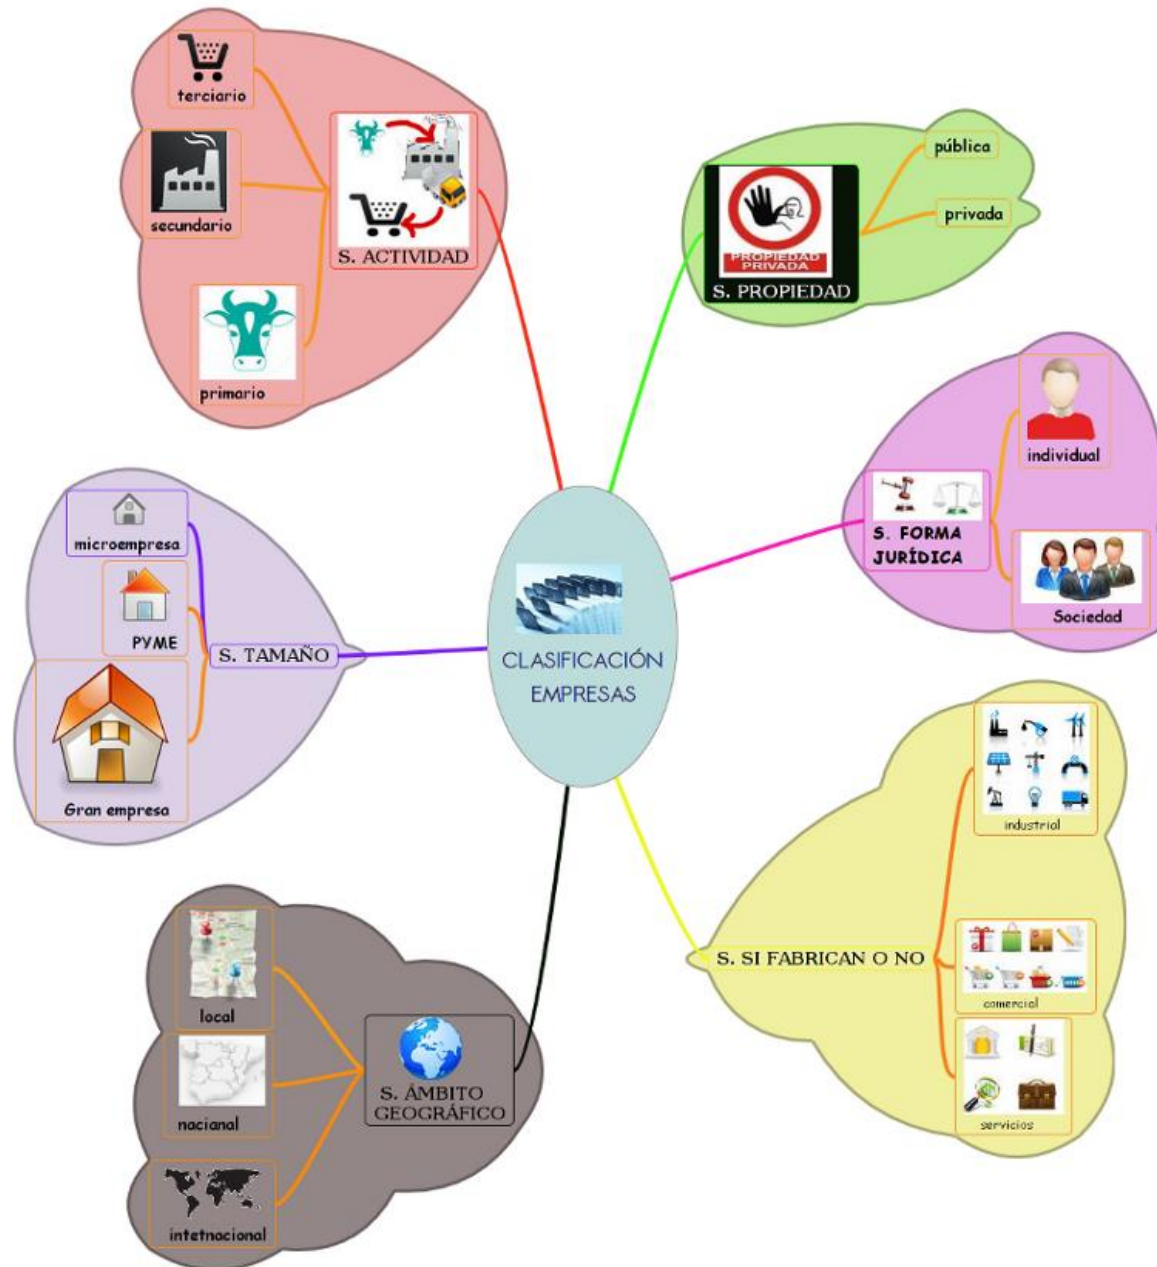 terciario
secundario
primario
S. ACTIVIDAD
PROPIEDAD
PRIVADA
S. PROPIEDAD
pública
privada
individual
S. FORMA
JURÍDICA
Sociedad
microempresa
PYME
Gran empresa
S. TAMAÑO
CLASIFICACIÓN
EMPRESAS
industrial
S. SI FABRICAN O NO
comercial
servicios
local
nacianal
intetnacional
S. ÁMBITO
GEOGRÁFICO